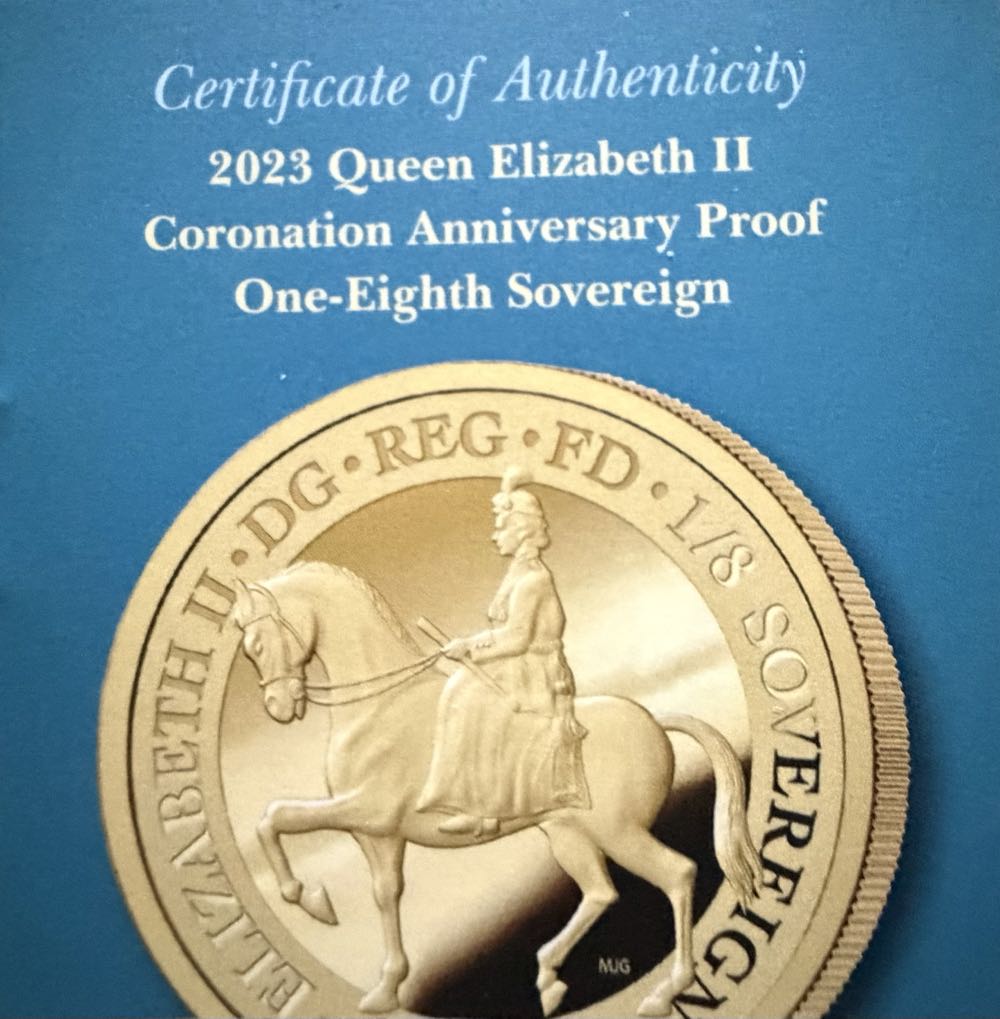 Certificate of Authenticity
2023 Queen Elizabeth II
Coronation Anniversary Proof
One-Eighth Sovereign
ELIZABETH II · DG · REG · FD · 1/8 SOVEREIGN
MJG